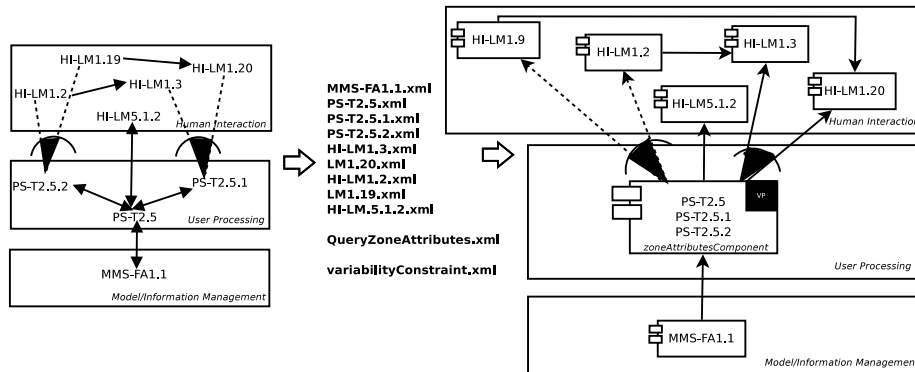 HI-LM1.19
HI-LM1.20
HI-LM1.2
HI-LM1.3
HI-LM5.1.2
Human Interaction
PS-T2.5.2
PS-T2.5.1
PS-T2.5
User Processing
MMS-FA1.1
Model/Information Management
MMS-FA1.1.xml
PS-T2.5.xml
PS-T2.5.1.xml
PS-T2.5.2.xml
HI-LM1.3.xml
LM1.20.xml
HI-LM1.2.xml
LM1.19.xml
HI-LM.5.1.2.xml
QueryZoneAttributes.xml
variabilityConstraint.xml
HI-LM1.9
HI-LM1.2
HI-LM1.3
HI-LM5.1.2
HI-LM1.20
Human Interaction
PS-T2.5
PS-T2.5.1
PS-T2.5.2
zoneAttributesComponent
VP
User Processing
MMS-FA1.1
Model/Information Management